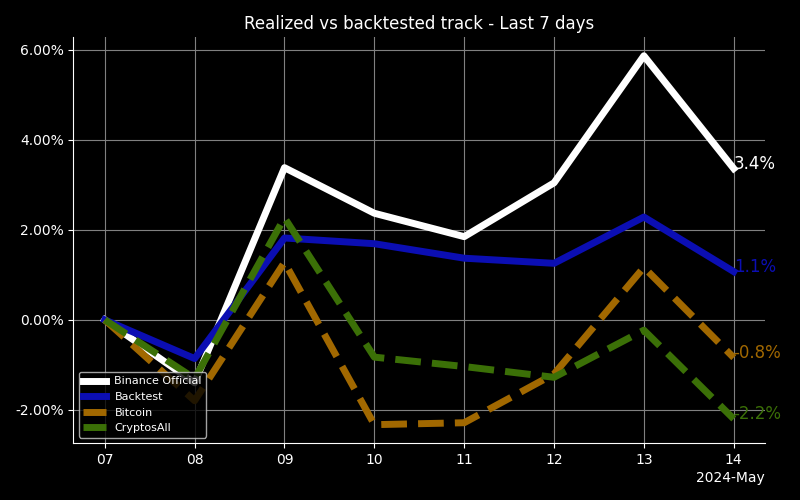 Realized vs backtested track - Last 7 days
6.00%
4.00%
2.00%
0.00%
-2.00%
3.4%
1.1%
-0.8%
-2.2%
Binance Official
Backtest
Bitcoin
CryptosAll
07 08 09 10 11 12 13 14
2024-May